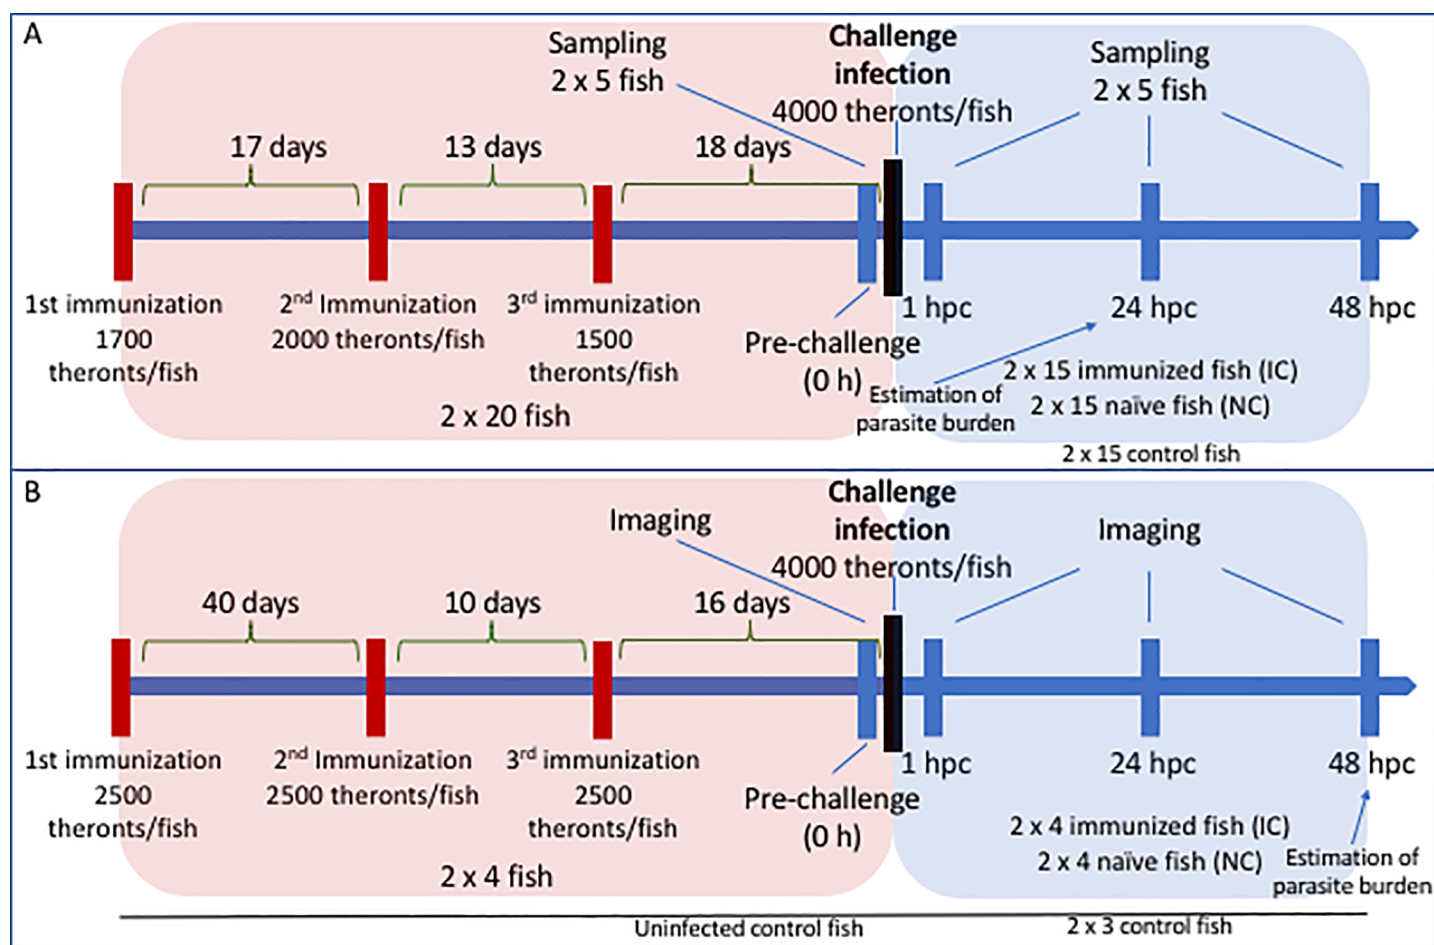 A
Sampling
2 x 5 fish
Challenge
infection
4000 theronts/fish
Sampling
2 x 5 fish
17 days
13 days
18 days
1st immunization
1700
theronts/fish
2nd Immunization
2000 theronts/fish
3rd immunization
1500
theronts/fish
Pre-challenge
(0 h)
1 hpc
24 hpc
48 hpc
2 x 20 fish
Estimation of
parasite burden
2 x 15 immunized fish (IC)
2 x 15 naïve fish (NC)
2 x 15 control fish
B
Imaging
Challenge
infection
4000 theronts/fish
Imaging
40 days
10 days
16 days
1st immunization
2500
theronts/fish
2nd Immunization
2500 theronts/fish
3rd immunization
2500
theronts/fish
Pre-challenge
(0 h)
1 hpc
24 hpc
48 hpc
2 x 4 fish
2 x 4 immunized fish (IC)
2 x 4 naïve fish (NC)
Estimation of
parasite burden
Uninfected control fish
2 x 3 control fish